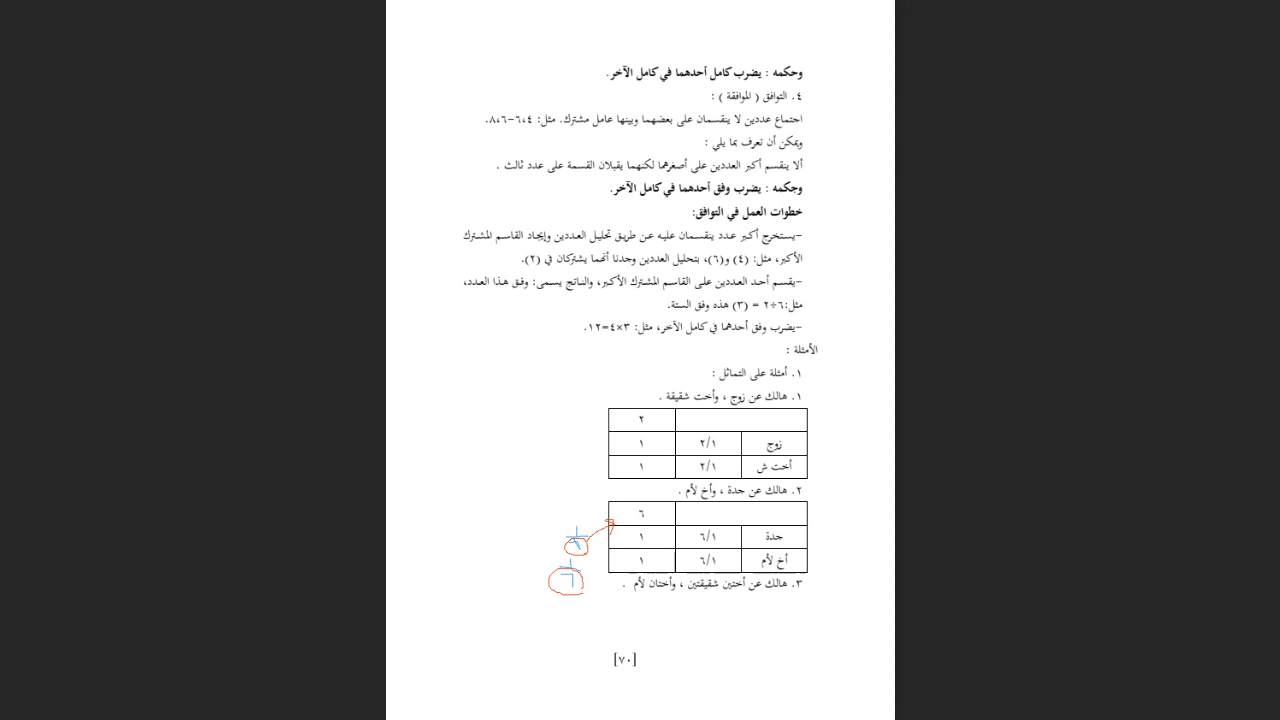 وحكمه : يضرب كامل أحدهما في كامل الآخر.
٤. التوافق ( الموافقة ) :
اجتماع عددين لا ينقسمان على بعضهما وبينها عامل مشترك. مثل: ٦،٤–٨،٦.
ويمكن أن تعرف بما يلي :
ألا ينقسم أكبر العددين على أصغرهما لكنهما يقبلان القسمة على عدد ثالث .
وحكمه : يضرب وفق أحدهما في كامل الآخر.
خطوات العمل في التوافق:
–يستخرج أكبر عدد ينقسمان عليه عن طريق تحليل العددين وإيجاد القاسم المشترك
الأكبر، مثل: (٤) و(٦)، بتحليل العددين وجدنا أنهما يشتركان في (٢).
–يقسم أحد العددين على القاسم المشترك الأكبر، والناتج يسمى: وفق هذا العدد،
مثل:٦÷٢ = (٣) هذه وفق الستة.
–يضرب وفق أحدهما في كامل الآخر، مثل: ٣×٤=١٢.
الأمثلة :
١. أمثلة على التماثل :
١. هالك عن زوج ، وأخت شقيقة .
٢
زوج ٢/١ ١
أخت ش ٢/١ ١
٢. هالك عن جدة ، وأخ لأم .
٦
جدة ٦/١ ١
أخ لأم ٦/١ ١
٣. هالك عن أختين شقيقتين ، وأختان لأم .
[٧٠]